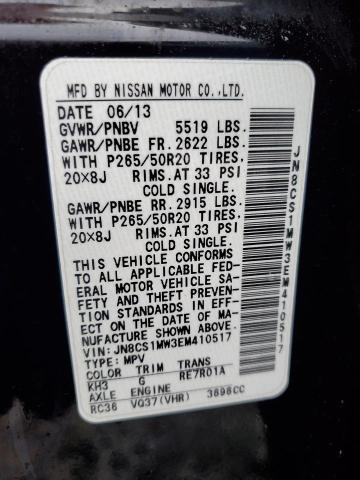 MFD BY NISSAN MOTOR CO.,LTD.
DATE 06/13
GVWR/PNBV 5519 LBS.
GAWR/PNBE FR. 2622 LBS.
WITH P265/50R20 TIRES,
20×8J RIMS. AT 33 PSI
COLD SINGLE.
GAWR/PNBE RR. 2915 LBS.
WITH P265/50R20 TIRES,
20×8J RIMS. AT 33 PSI
COLD SINGLE.
THIS VEHICLE CONFORMS
TO ALL APPLICABLE FED-
ERAL MOTOR VEHICLE SA-
FETY AND THEFT PREVEN-
TION STANDARDS IN EFF-
ECT ON THE DATE OF MA-
NUFACTURE SHOWN ABOVE.
VIN: JN8CS1MW3EM410517
TYPE: MPV
COLOR TRIM TRANS
KH3 G RE7R01A
AXLE ENGINE
RC36 VQ37(VHR) 3696CC
JN8CS1MW3EM410517